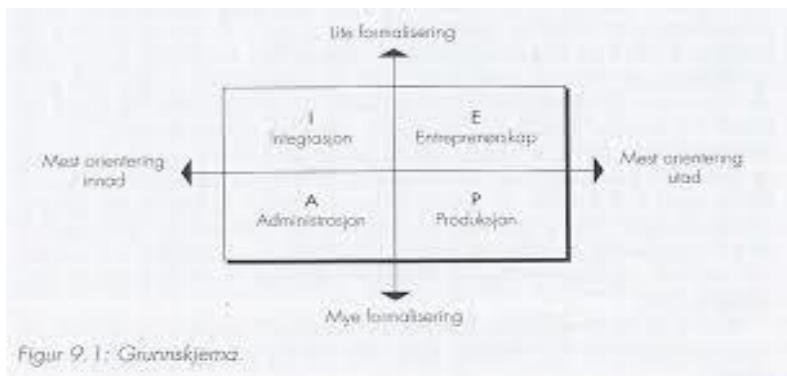 Lite formalisering
I
Integrasjon
E
Entreprenørskap
Mest orientering
innad
Mest orientering
utad
A
Administrasjon
P
Produksjon
Mye formalisering
Figur 9.1: Grunnskjema.